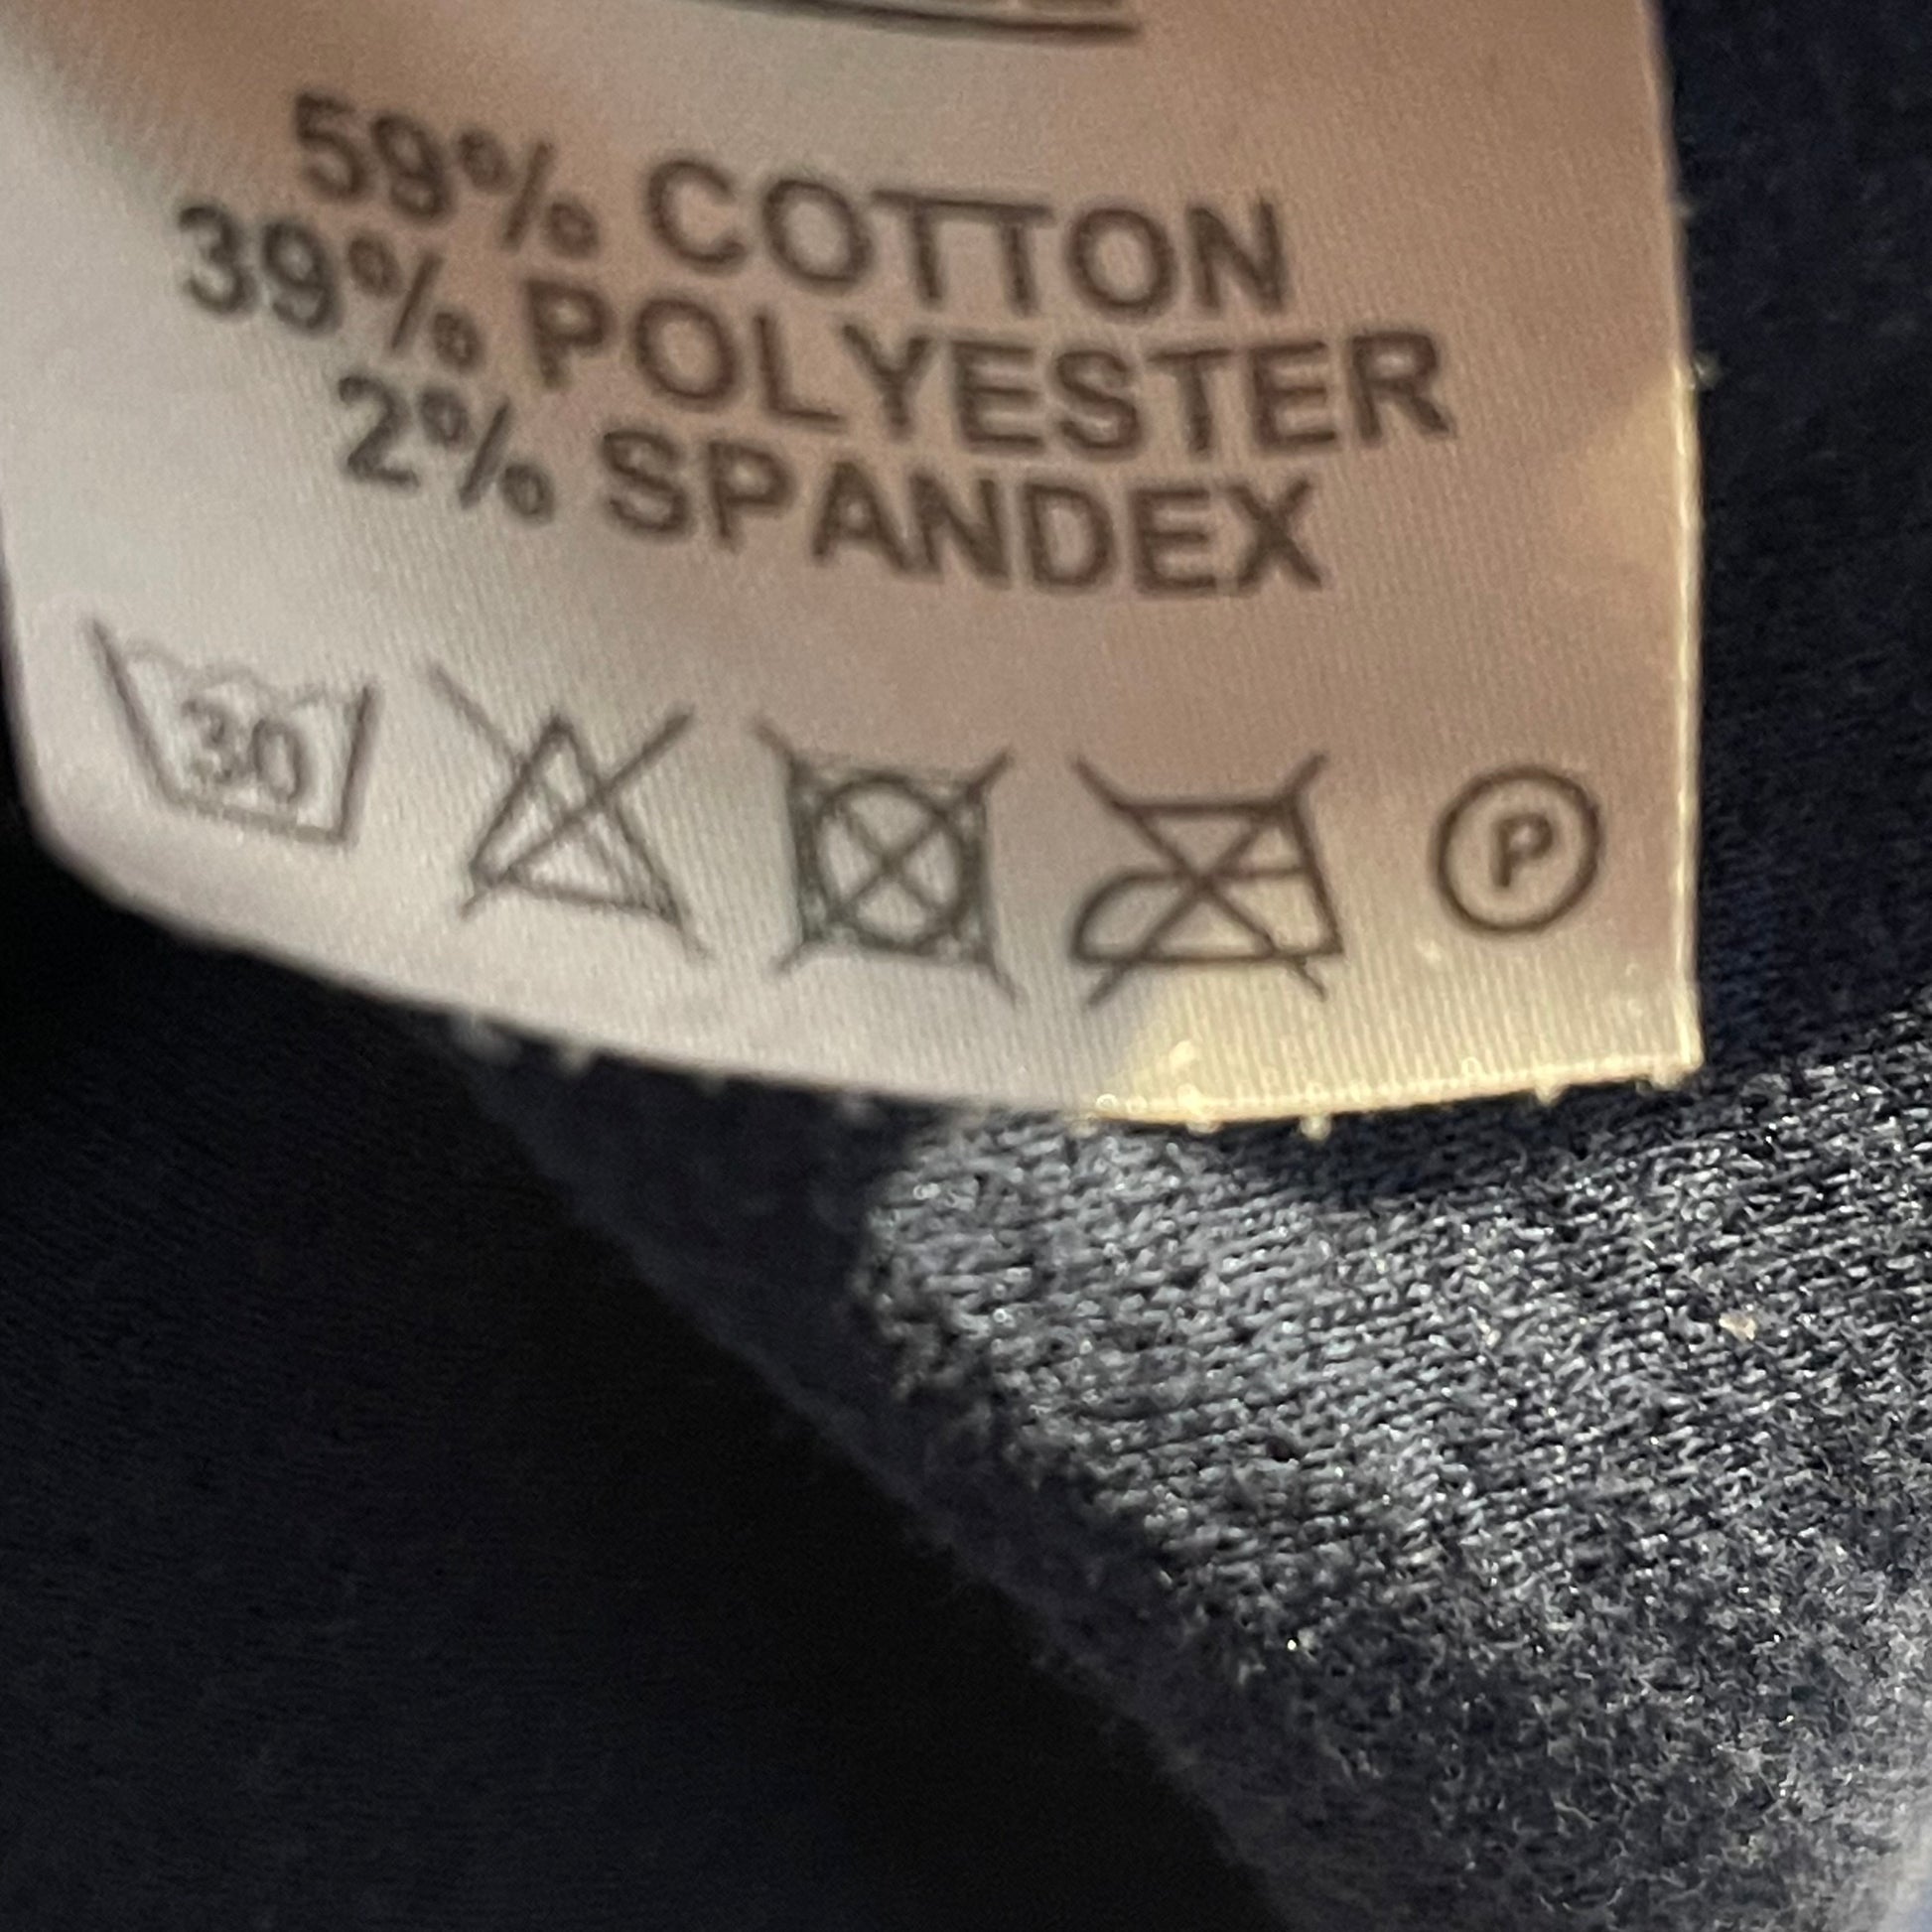 59% COTTON
39% POLYESTER
2% SPANDEX
30 P